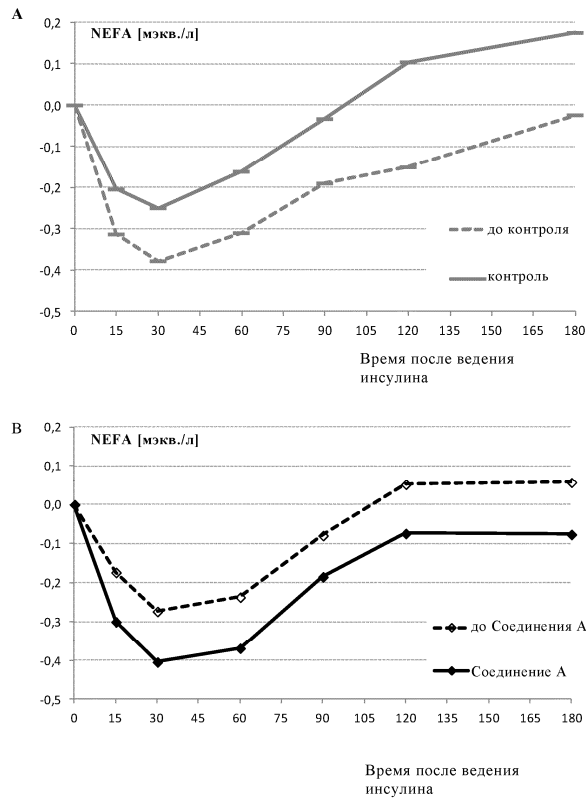 A
NEFA [мэкв./л]
0,2
0,1
0,0
-0,1
-0,2
-0,3
-0,4
-0,5
до контроля
контроль
0 15 30 45 60 75 90 105 120 135 150 165 180
Время после ведения
инсулина
B
NEFA [мэкв./л]
0,2
0,1
0,0
-0,1
-0,2
-0,3
-0,4
-0,5
до Соединения А
Соединение А
0 15 30 45 60 75 90 105 120 135 150 165 180
Время после ведения
инсулина